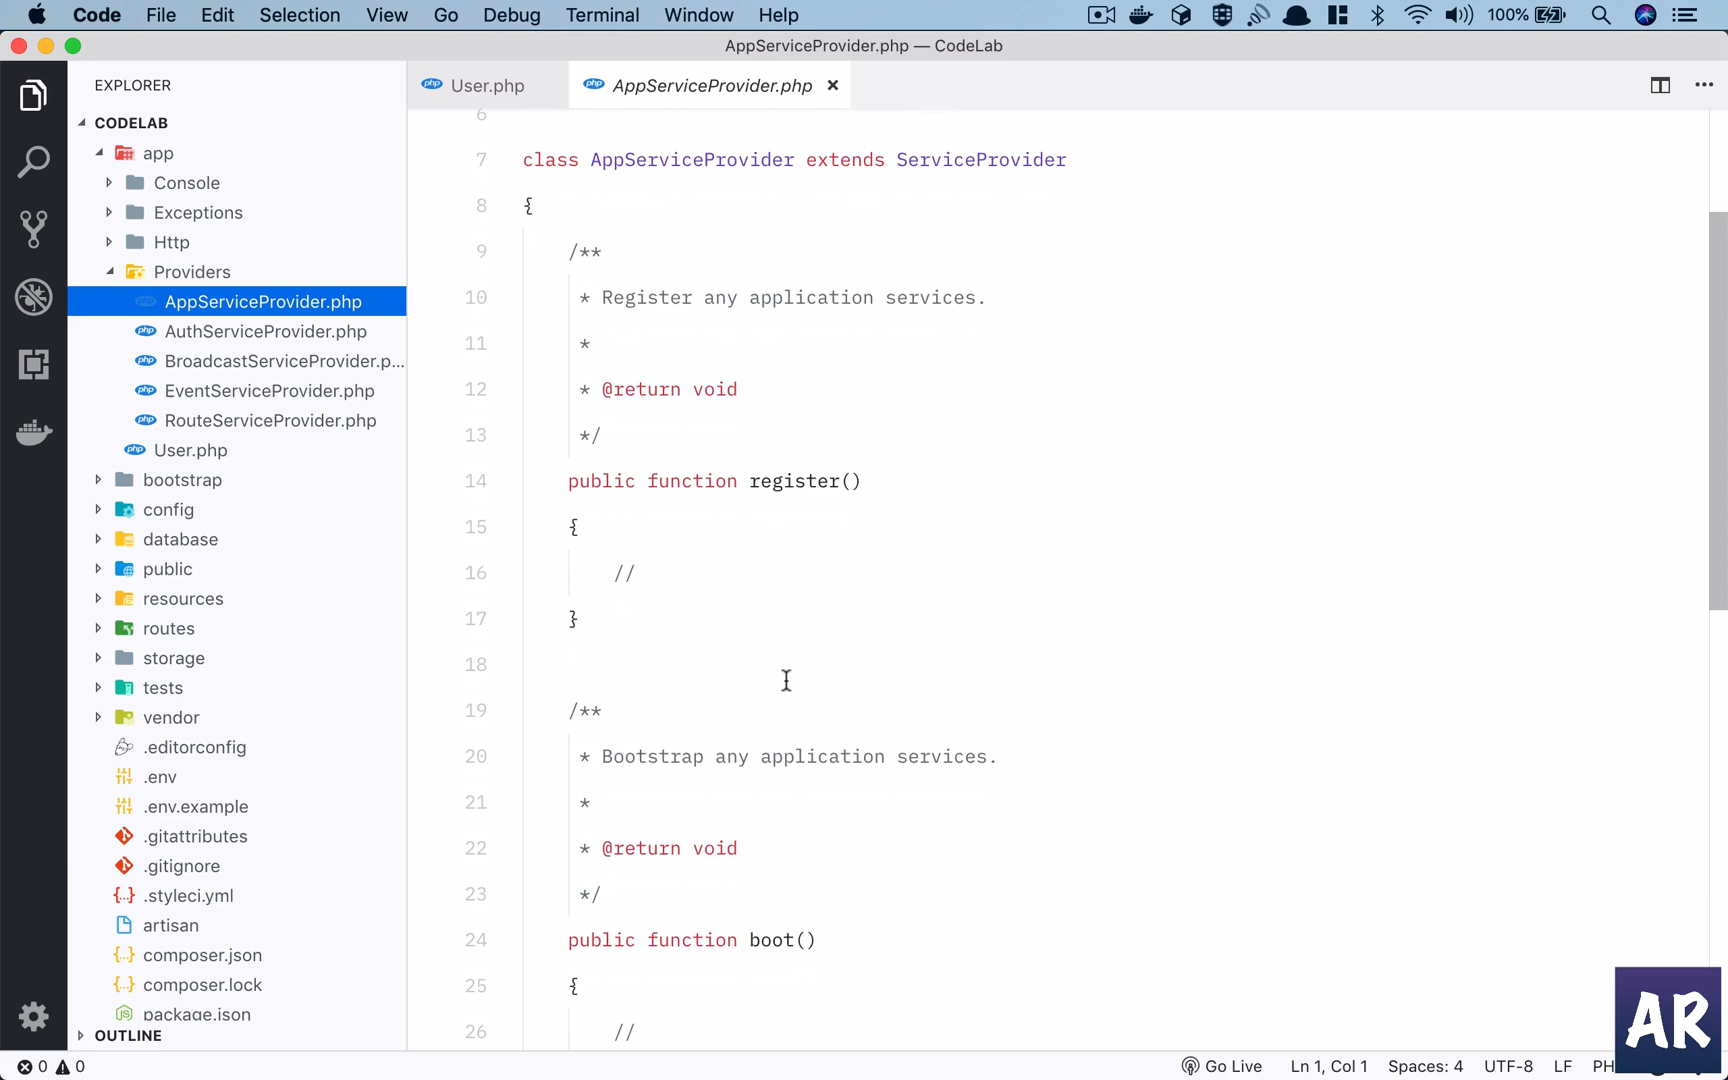 Code File Edit Selection View Go Debug Terminal Window Help 100%
AppServiceProvider.php — CodeLab
EXPLORER
User.php
AppServiceProvider.php
CODELAB
app
Console
Exceptions
Http
Providers
AppServiceProvider.php
AuthServiceProvider.php
BroadcastServiceProvider.p...
EventServiceProvider.php
RouteServiceProvider.php
User.php
bootstrap
config
database
public
resources
routes
storage
tests
vendor
.editorconfig
.env
.env.example
.gitattributes
.gitignore
.styleci.yml
artisan
composer.json
composer.lock
package.json
OUTLINE
6
7 class AppServiceProvider extends ServiceProvider
8 {
9 /**
10 * Register any application services.
11 *
12 * @return void
13 */
14 public function register()
15 {
16 //
17 }
18
19 /**
20 * Bootstrap any application services.
21 *
22 * @return void
23 */
24 public function boot()
25 {
26 //
AR
0 0 Go Live Ln 1, Col 1 Spaces: 4 UTF-8 LF